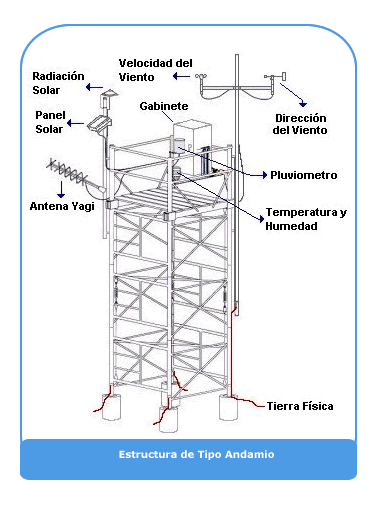 Velocidad del
Viento
Radiación
Solar
Gabinete
Panel
Solar
Dirección
del Viento
Pluviometro
Antena Yagi
Temperatura y
Humedad
Tierra Física
Estructura de Tipo Andamio